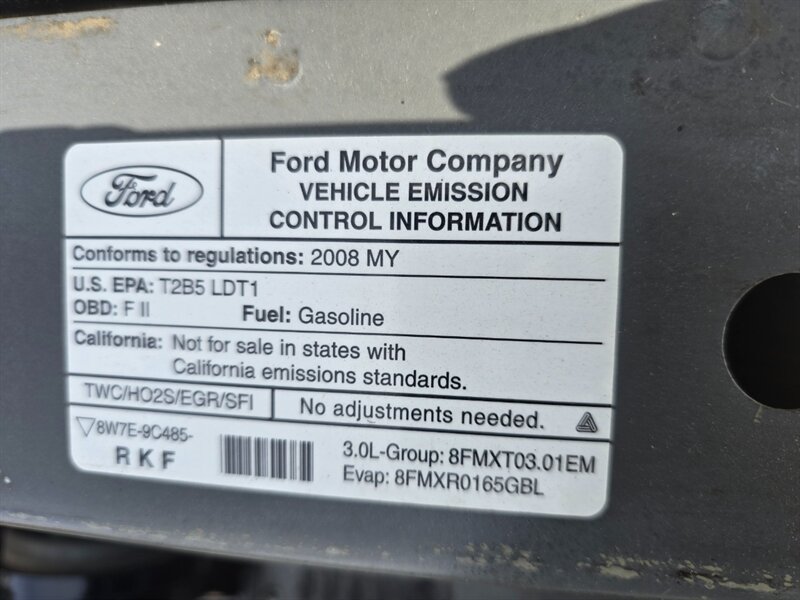 Ford
Ford Motor Company
VEHICLE EMISSION
CONTROL INFORMATION
Conforms to regulations: 2008 MY
U.S. EPA: T2B5 LDT1
OBD: F II Fuel: Gasoline
California: Not for sale in states with
California emissions standards.
TWC/HO2S/EGR/SFI No adjustments needed.
8W7E-9C485-
RKF
3.0L-Group: 8FMXT03.01EM
Evap: 8FMXR0165GBL